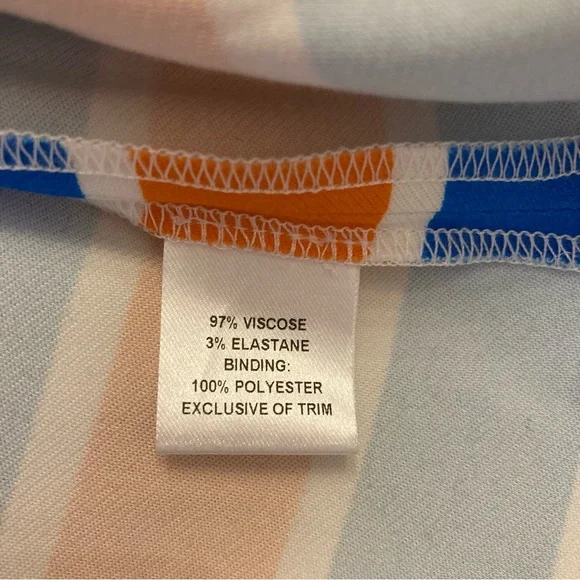 97% VISCOSE
3% ELASTANE
BINDING:
100% POLYESTER
EXCLUSIVE OF TRIM